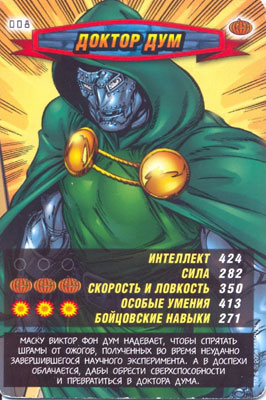 008
ДОКТОР ДУМ
ИНТЕЛЛЕКТ 424
СИЛА 282
СКОРОСТЬ И ЛОВКОСТЬ 350
ОСОБЫЕ УМЕНИЯ 413
БОЙЦОВСКИЕ НАВЫКИ 271
МАСКУ ВИКТОР ФОН ДУМ НАДЕВАЕТ, ЧТОБЫ СПРЯТАТЬ
ШРАМЫ ОТ ОЖОГОВ, ПОЛУЧЕННЫХ ВО ВРЕМЯ НЕУДАЧНО
ЗАВЕРШИВШЕГОСЯ НАУЧНОГО ЭКСПЕРИМЕНТА. А В ДОСПЕХИ
ОБЛАЧАЕТСЯ, ДАБЫ ОБРЕСТИ СВЕРХСПОСОБНОСТИ
И ПРЕВРАТИТЬСЯ В ДОКТОРА ДУМА.